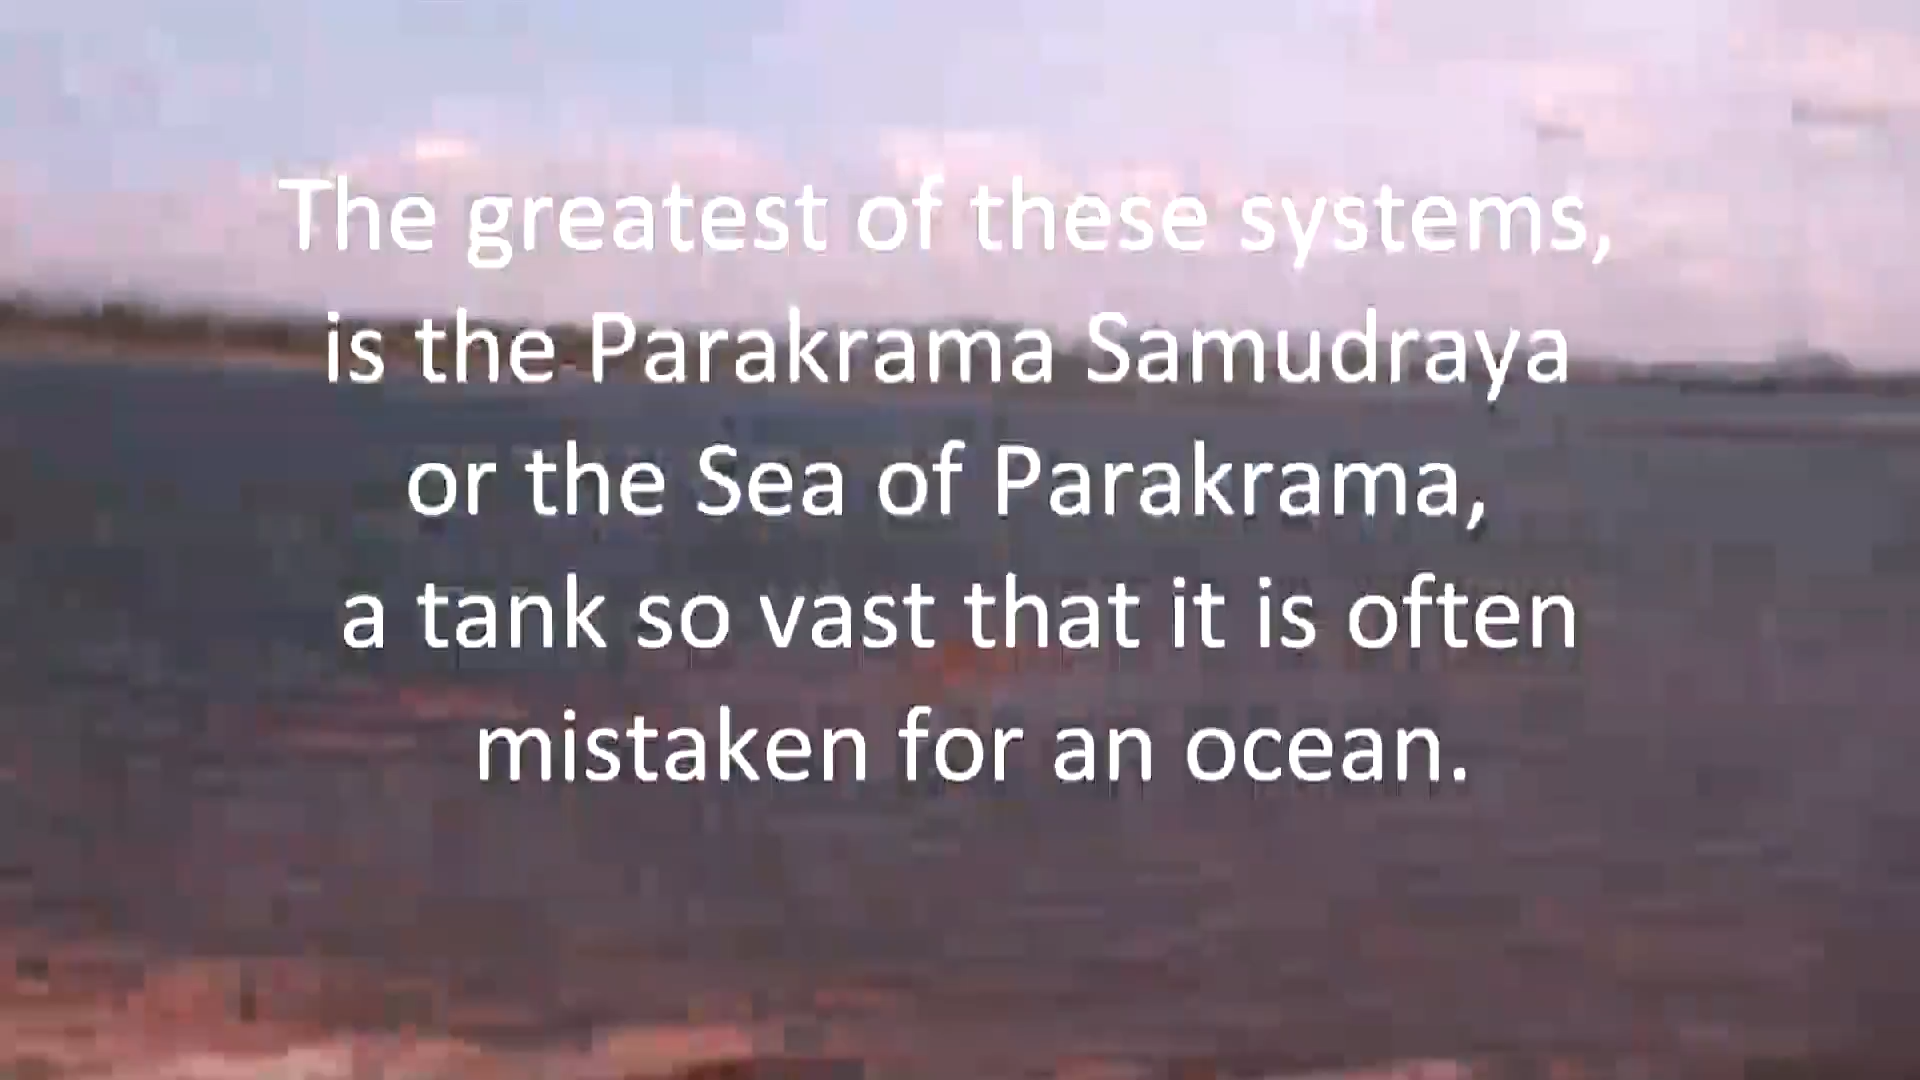 The greatest of these systems,
is the Parakrama Samudraya
or the Sea of Parakrama,
a tank so vast that it is often
mistaken for an ocean.